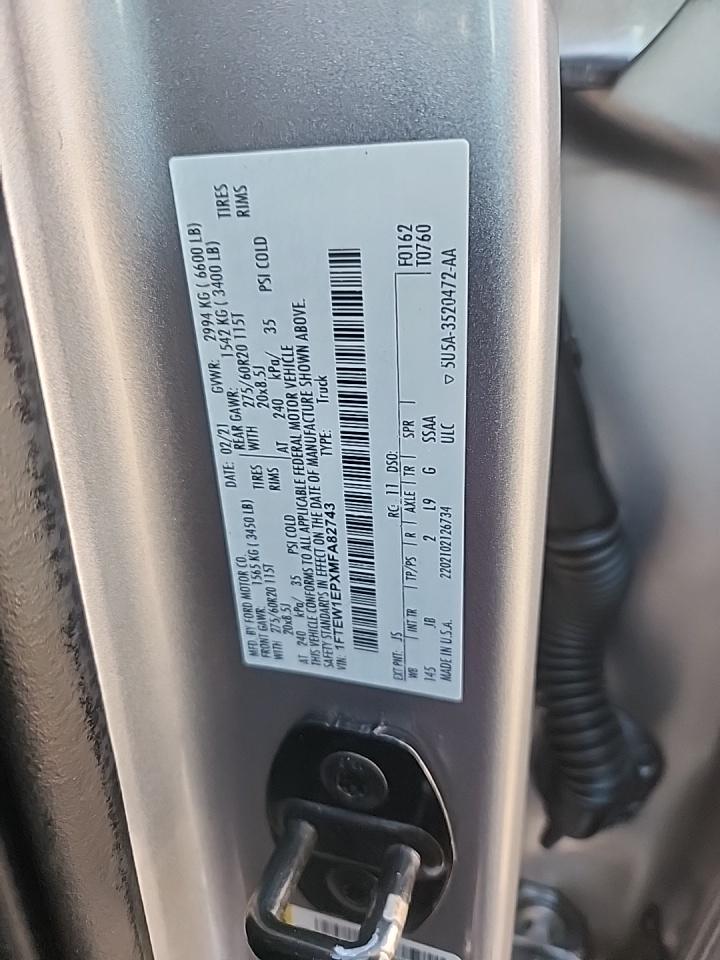 MFD. BY FORD MOTOR CO. DATE: 02/21 GVWR: 2994 KG ( 6600 LB)
FRONT GAWR: 1565 KG (3450 LB) REAR GAWR: 1542 KG ( 3400 LB)
WITH 275/60R20 115T TIRES WITH 275/60R20 115T TIRES
20x8.5J RIMS 20x8.5J RIMS
AT 240 kPa/ 35 PSI COLD AT 240 kPa/ 35 PSI COLD
THIS VEHICLE CONFORMS TO ALL APPLICABLE FEDERAL MOTOR VEHICLE
SAFETY STANDARDS IN EFFECT ON THE DATE OF MANUFACTURE SHOWN ABOVE.
VIN: 1FTEW1EPXMFA82743 TYPE: Truck
EXT PNT: JS RC: 11 DSO: F0162
WB INT TR TP/PS R AXLE TR SPR T0760
145 JB 2 L9 G SSAA
MADE IN U.S.A. 2202102126734 ULC ▽ 5U5A-3520472-AA